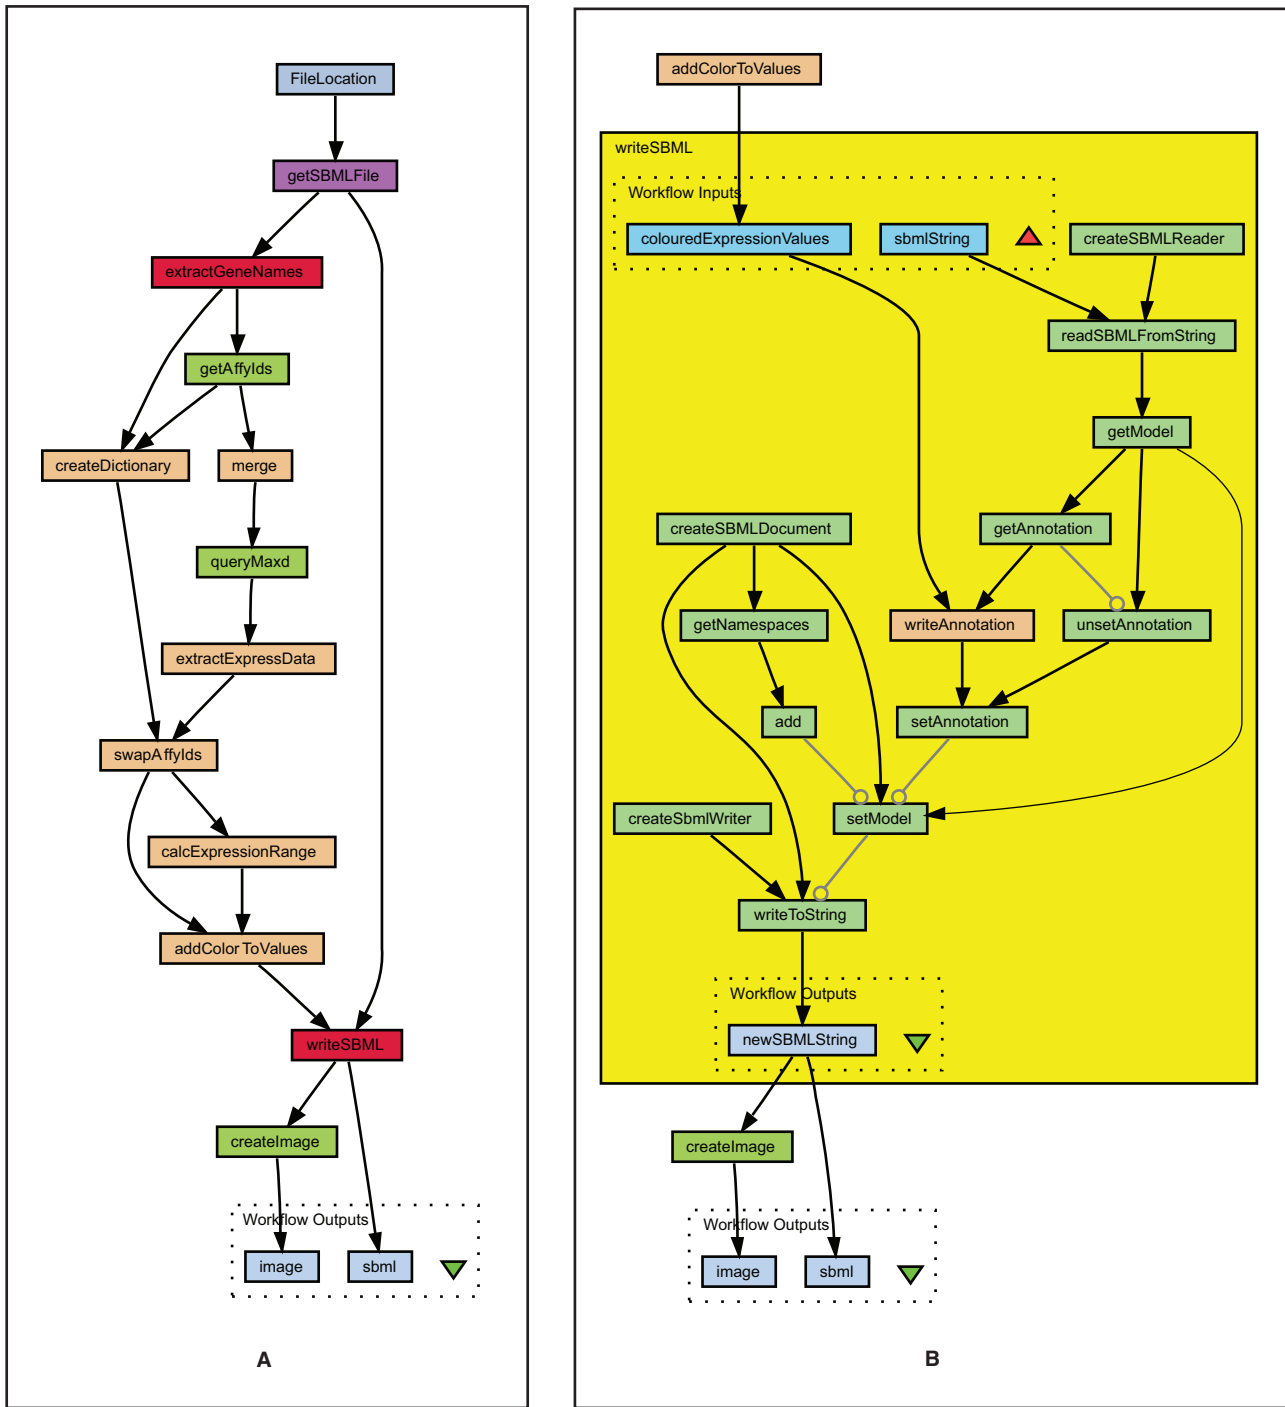 FileLocation
getSBMLFile
extractGeneNames
getAffyIds
createDictionary
merge
queryMaxd
extractExpressData
swapAffyIds
calcExpressionRange
addColorToValues
writeSBML
createImage
Workflow Outputs
image
sbml
A
addColorToValues
writeSBML
Workflow Inputs
colouredExpressionValues
sbmlString
createSBMLReader
readSBMLFromString
getModel
createSBMLDocument
getAnnotation
getNamespaces
writeAnnotation
unsetAnnotation
add
setAnnotation
createSbmlWriter
setModel
writeToString
Workflow Outputs
newSBMLString
createImage
Workflow Outputs
image
sbml
B